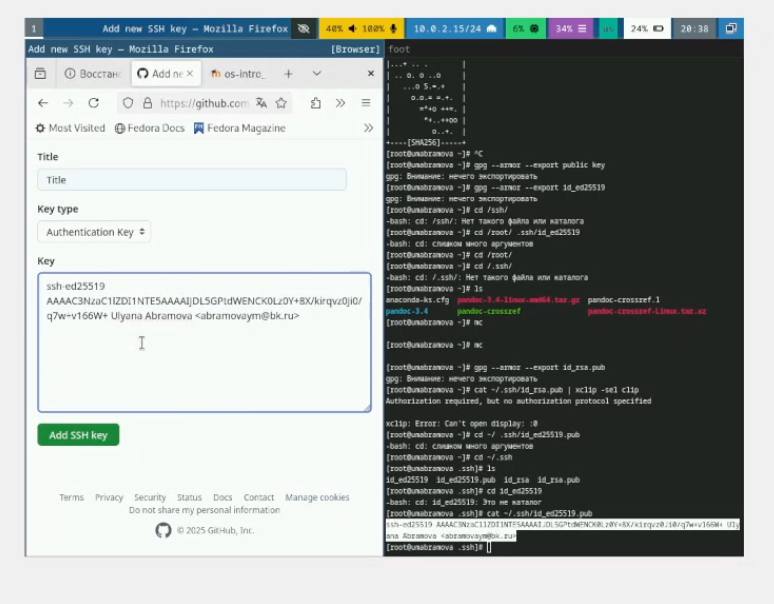 1 Add new SSH key — Mozilla Firefox 40% 100% 10.0.2.15/24 6% 34% 24% 20:38
Add new SSH key — Mozilla Firefox [Browser]
Восстан Add ne × os-intro_ + ×
https://github.com
Most Visited Fedora Docs Fedora Magazine »
Title
Title
Key type
Authentication Key
Key
ssh-ed25519
AAAAC3NzaC1lZDI1NTE5AAAAIJDL5GPtdWENCK0Lz0Y+8X/kirqvz0ji0/
q7w+v166W+ Ulyana Abramova <abramovaym@bk.ru>
Add SSH key
Terms Privacy Security Status Docs Contact Manage cookies
Do not share my personal information
© 2025 GitHub, Inc.
foot
|...+ .. . |
| .. o. o ..o |
| ...o S.=.+ |
| o.o.= =.+. |
| =*+o ++=. |
| *+..++oo |
| o..+. |
+----[SHA256]-----+
[root@umabramova ~]# ^C
[root@umabramova ~]# gpg --armor --export public key
gpg: Внимание: нечего экспортировать
[root@umabramova ~]# gpg --armor --export id_ed25519
gpg: Внимание: нечего экспортировать
[root@umabramova ~]# cd /ssh/
-bash: cd: /ssh/: Нет такого файла или каталога
[root@umabramova ~]# cd /root/ .ssh/id_ed25519
-bash: cd: слишком много аргументов
[root@umabramova ~]# cd /root/
[root@umabramova ~]# cd /.ssh/
-bash: cd: /.ssh/: Нет такого файла или каталога
[root@umabramova ~]# ls
anaconda-ks.cfg pandoc-3.4-linux-amd64.tar.gz pandoc-crossref.1
pandoc-3.4 pandoc-crossref pandoc-crossref-Linux.tar.xz
[root@umabramova ~]# mc
[root@umabramova ~]# mc
[root@umabramova ~]# gpg --armor --export id_rsa.pub
gpg: Внимание: нечего экспортировать
[root@umabramova ~]# cat ~/.ssh/id_rsa.pub | xclip -sel clip
Authorization required, but no authorization protocol specified
xclip: Error: Can't open display: :0
[root@umabramova ~]# cd ~/ .ssh/id_ed25519.pub
-bash: cd: слишком много аргументов
[root@umabramova ~]# cd ~/.ssh
[root@umabramova .ssh]# ls
id_ed25519 id_ed25519.pub id_rsa id_rsa.pub
[root@umabramova .ssh]# cd id_ed25519
-bash: cd: id_ed25519: Это не каталог
[root@umabramova .ssh]# cat ~/.ssh/id_ed25519.pub
ssh-ed25519 AAAAC3NzaC1lZDI1NTE5AAAAIJDL5GPtdWENCK0Lz0Y+8X/kirqvz0ji0/q7w+v166W+ Uly
ana Abramova <abramovaym@bk.ru>
[root@umabramova .ssh]#